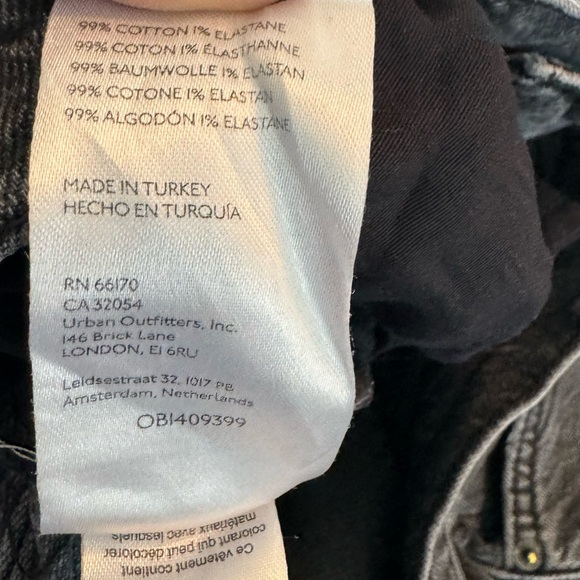 99% COTTON 1% ELASTANE
99% COTON 1% ÉLASTHANNE
99% BAUMWOLLE 1% ELASTAN
99% COTONE 1% ELASTAN
99% ALGODÓN 1% ELASTANE
MADE IN TURKEY
HECHO EN TURQUÍA
RN 66170
CA 32054
Urban Outfitters, Inc.
146 Brick Lane
LONDON, E1 6RU
Leidsestraat 32, 1017 PB
Amsterdam, Netherlands
OB1409399
Ce vêtement contient
colorant qui peut décolorer
matériaux avec lesquels